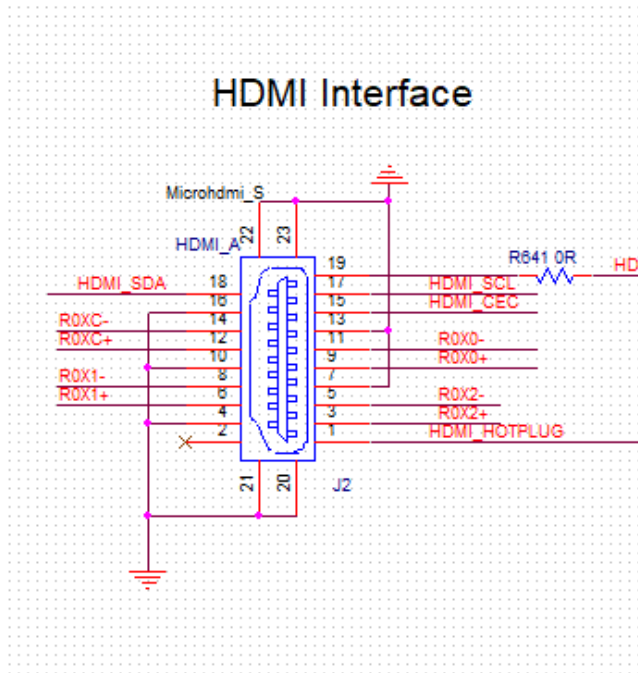 HDMI Interface
Microhdmi_S
22
23
HDMI_A
19
R641 0R
HD
HDMI_SDA
18
17
HDMI_SCL
16
15
HDMI_CEC
R0XC-
14
13
R0XC+
12
11
R0X0-
10
9
R0X0+
R0X1-
8
7
R0X1+
6
5
R0X2-
4
3
R0X2+
2
1
HDMI_HOTPLUG
21
20
J2